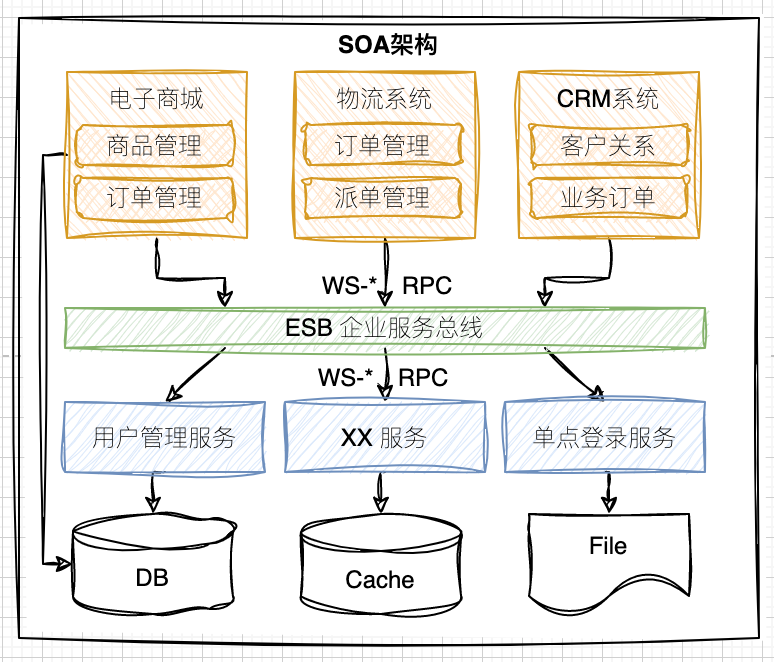 SOA架构
电子商城
商品管理
订单管理
物流系统
订单管理
派单管理
CRM系统
客户关系
业务订单
WS-* RPC
ESB 企业服务总线
WS-* RPC
用户管理服务
XX 服务
单点登录服务
DB
Cache
File